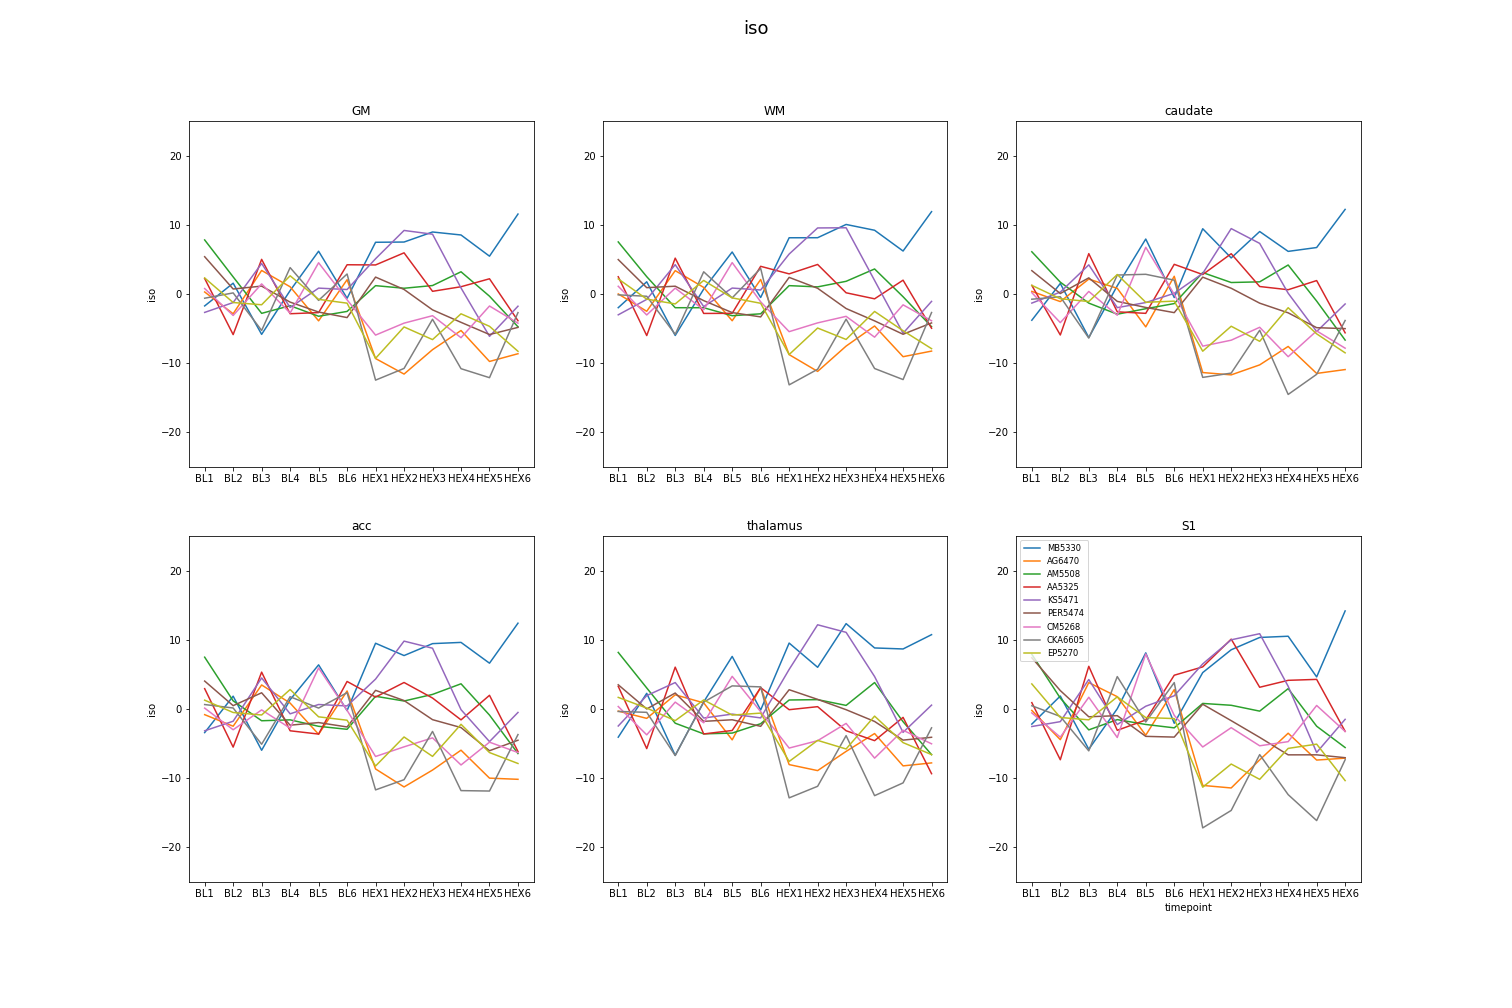 iso
GM
WM
caudate
20
10
0
−10
−20
iso
BL1 BL2 BL3 BL4 BL5 BL6 HEX1 HEX2 HEX3 HEX4 HEX5 HEX6
20
10
0
−10
−20
iso
BL1 BL2 BL3 BL4 BL5 BL6 HEX1 HEX2 HEX3 HEX4 HEX5 HEX6
20
10
0
−10
−20
iso
BL1 BL2 BL3 BL4 BL5 BL6 HEX1 HEX2 HEX3 HEX4 HEX5 HEX6
acc
thalamus
S1
20
10
0
−10
−20
iso
BL1 BL2 BL3 BL4 BL5 BL6 HEX1 HEX2 HEX3 HEX4 HEX5 HEX6
20
10
0
−10
−20
iso
BL1 BL2 BL3 BL4 BL5 BL6 HEX1 HEX2 HEX3 HEX4 HEX5 HEX6
20
10
0
−10
−20
iso
MB5330
AG6470
AM5508
AA5325
KS5471
PER5474
CM5268
CKA6605
EP5270
BL1 BL2 BL3 BL4 BL5 BL6 HEX1 HEX2 HEX3 HEX4 HEX5 HEX6
timepoint